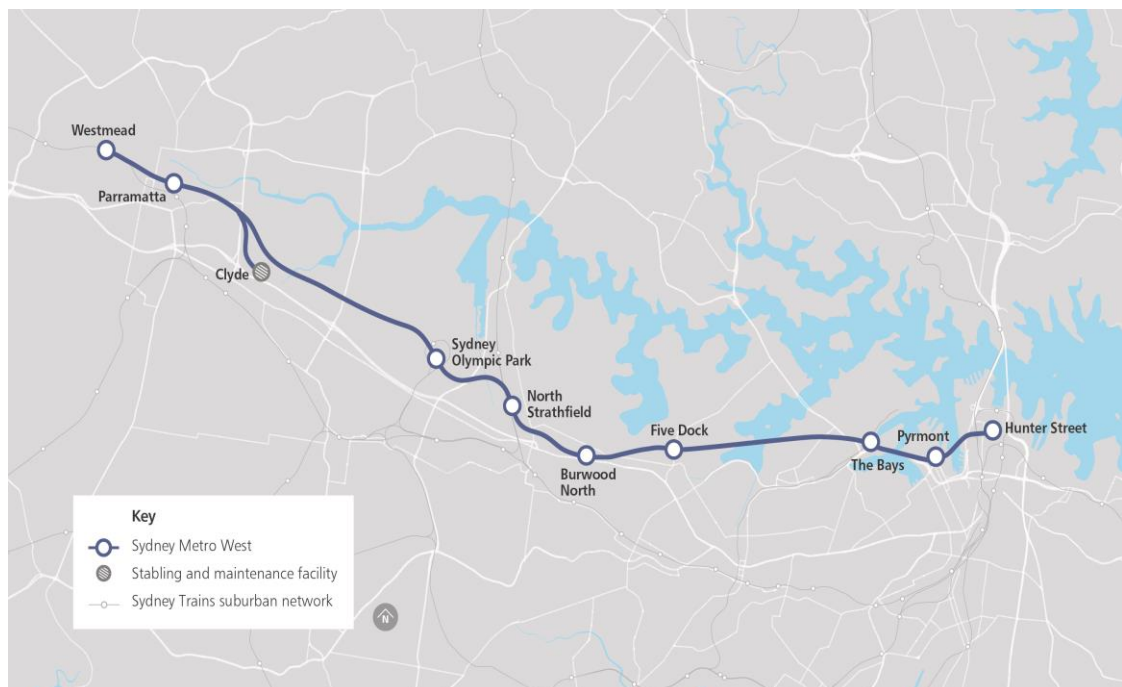 Westmead
Parramatta
Clyde
Sydney
Olympic Park
North
Strathfield
Burwood
North
Five Dock
The Bays
Pyrmont
Hunter Street
Key
Sydney Metro West
Stabling and maintenance facility
Sydney Trains suburban network
N